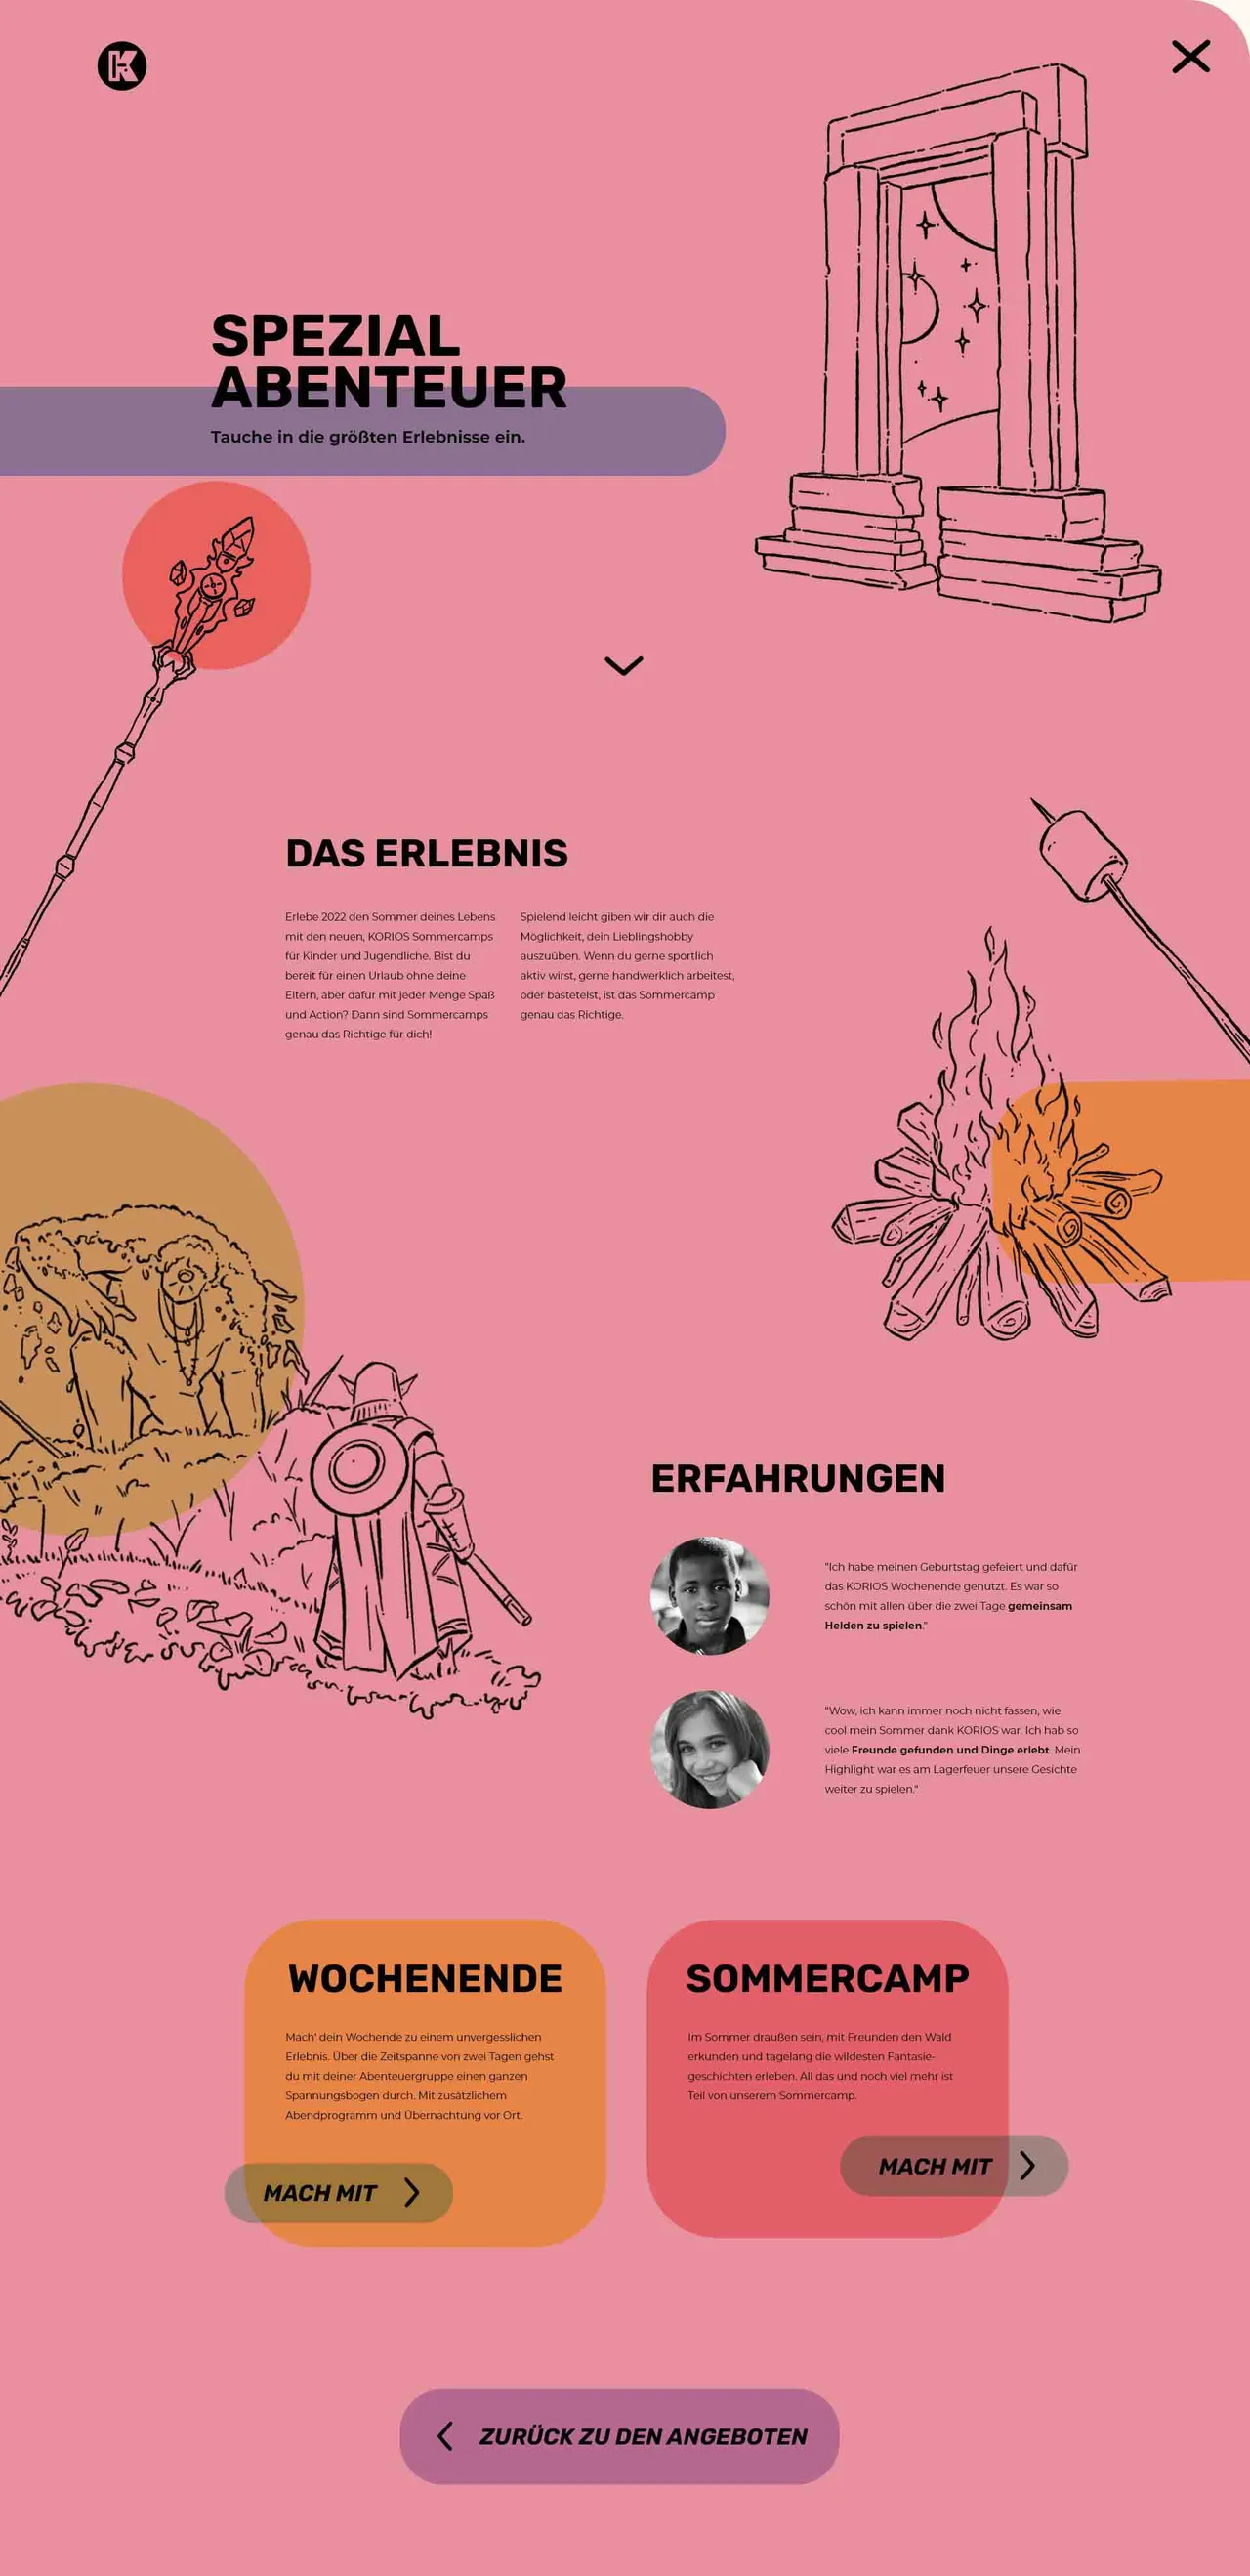 K
SPEZIAL
ABENTEUER
Tauche in die größten Erlebnisse ein.
DAS ERLEBNIS
Erlebe 2022 den Sommer deines Lebens
mit den neuen, KORIOS Sommercamps
für Kinder und Jugendliche. Bist du
bereit für einen Urlaub ohne deine
Eltern, aber dafür mit jeder Menge Spaß
und Action? Dann sind Sommercamps
genau das Richtige für dich!
Spielend leicht giben wir dir auch die
Möglichkeit, dein Lieblingshobby
auszuüben. Wenn du gerne sportlich
aktiv wirst, gerne handwerklich arbeitest,
oder bastetelst, ist das Sommercamp
genau das Richtige.
ERFAHRUNGEN
"Ich habe meinen Geburtstag gefeiert und dafür
das KORIOS Wochenende genutzt. Es war so
schön mit allen über die zwei Tage gemeinsam
Helden zu spielen."
"Wow, ich kann immer noch nicht fassen, wie
cool mein Sommer dank KORIOS war. Ich hab so
viele Freunde gefunden und Dinge erlebt. Mein
Highlight war es am Lagerfeuer unsere Gesichte
weiter zu spielen."
WOCHENENDE
Mach' dein Wochende zu einem unvergesslichen
Erlebnis. Über die Zeitspanne von zwei Tagen gehst
du mit deiner Abenteuergruppe einen ganzen
Spannungsbogen durch. Mit zusätzlichem
Abendprogramm und Übernachtung vor Ort.
MACH MIT
SOMMERCAMP
Im Sommer draußen sein, mit Freunden den Wald
erkunden und tagelang die wildesten Fantasie-
geschichten erleben. All das und noch viel mehr ist
Teil von unserem Sommercamp.
MACH MIT
ZURÜCK ZU DEN ANGEBOTEN